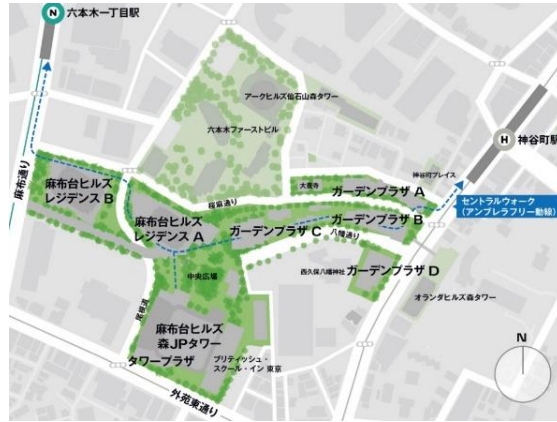 N 六本木一丁目駅
アークヒルズ仙石山森タワー
六本木ファーストビル
H 神谷町駅
麻布通り
神谷町プレイス
大養寺
ガーデンプラザ A
麻布台ヒルズ
レジデンス B
桜麻通り
セントラルウォーク
(アンブレラフリー動線)
麻布台ヒルズ
レジデンス A
ガーデンプラザ B
ガーデンプラザ C
八幡通り
中央広場
西久保八幡神社
ガーデンプラザ D
オランダヒルズ森タワー
尾根道
麻布台ヒルズ
森JPタワー
タワープラザ
ブリティッシュ・
スクール・イン 東京
外苑東通り
N